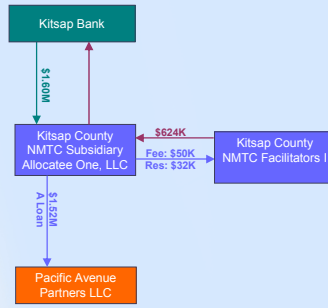 Kitsap Bank
$1.60M
$624K
Kitsap County
NMTC Subsidiary
Allocatee One, LLC
Fee: $50K
Res: $32K
Kitsap County
NMTC Facilitators I
$1.52M
A Loan
Pacific Avenue
Partners LLC